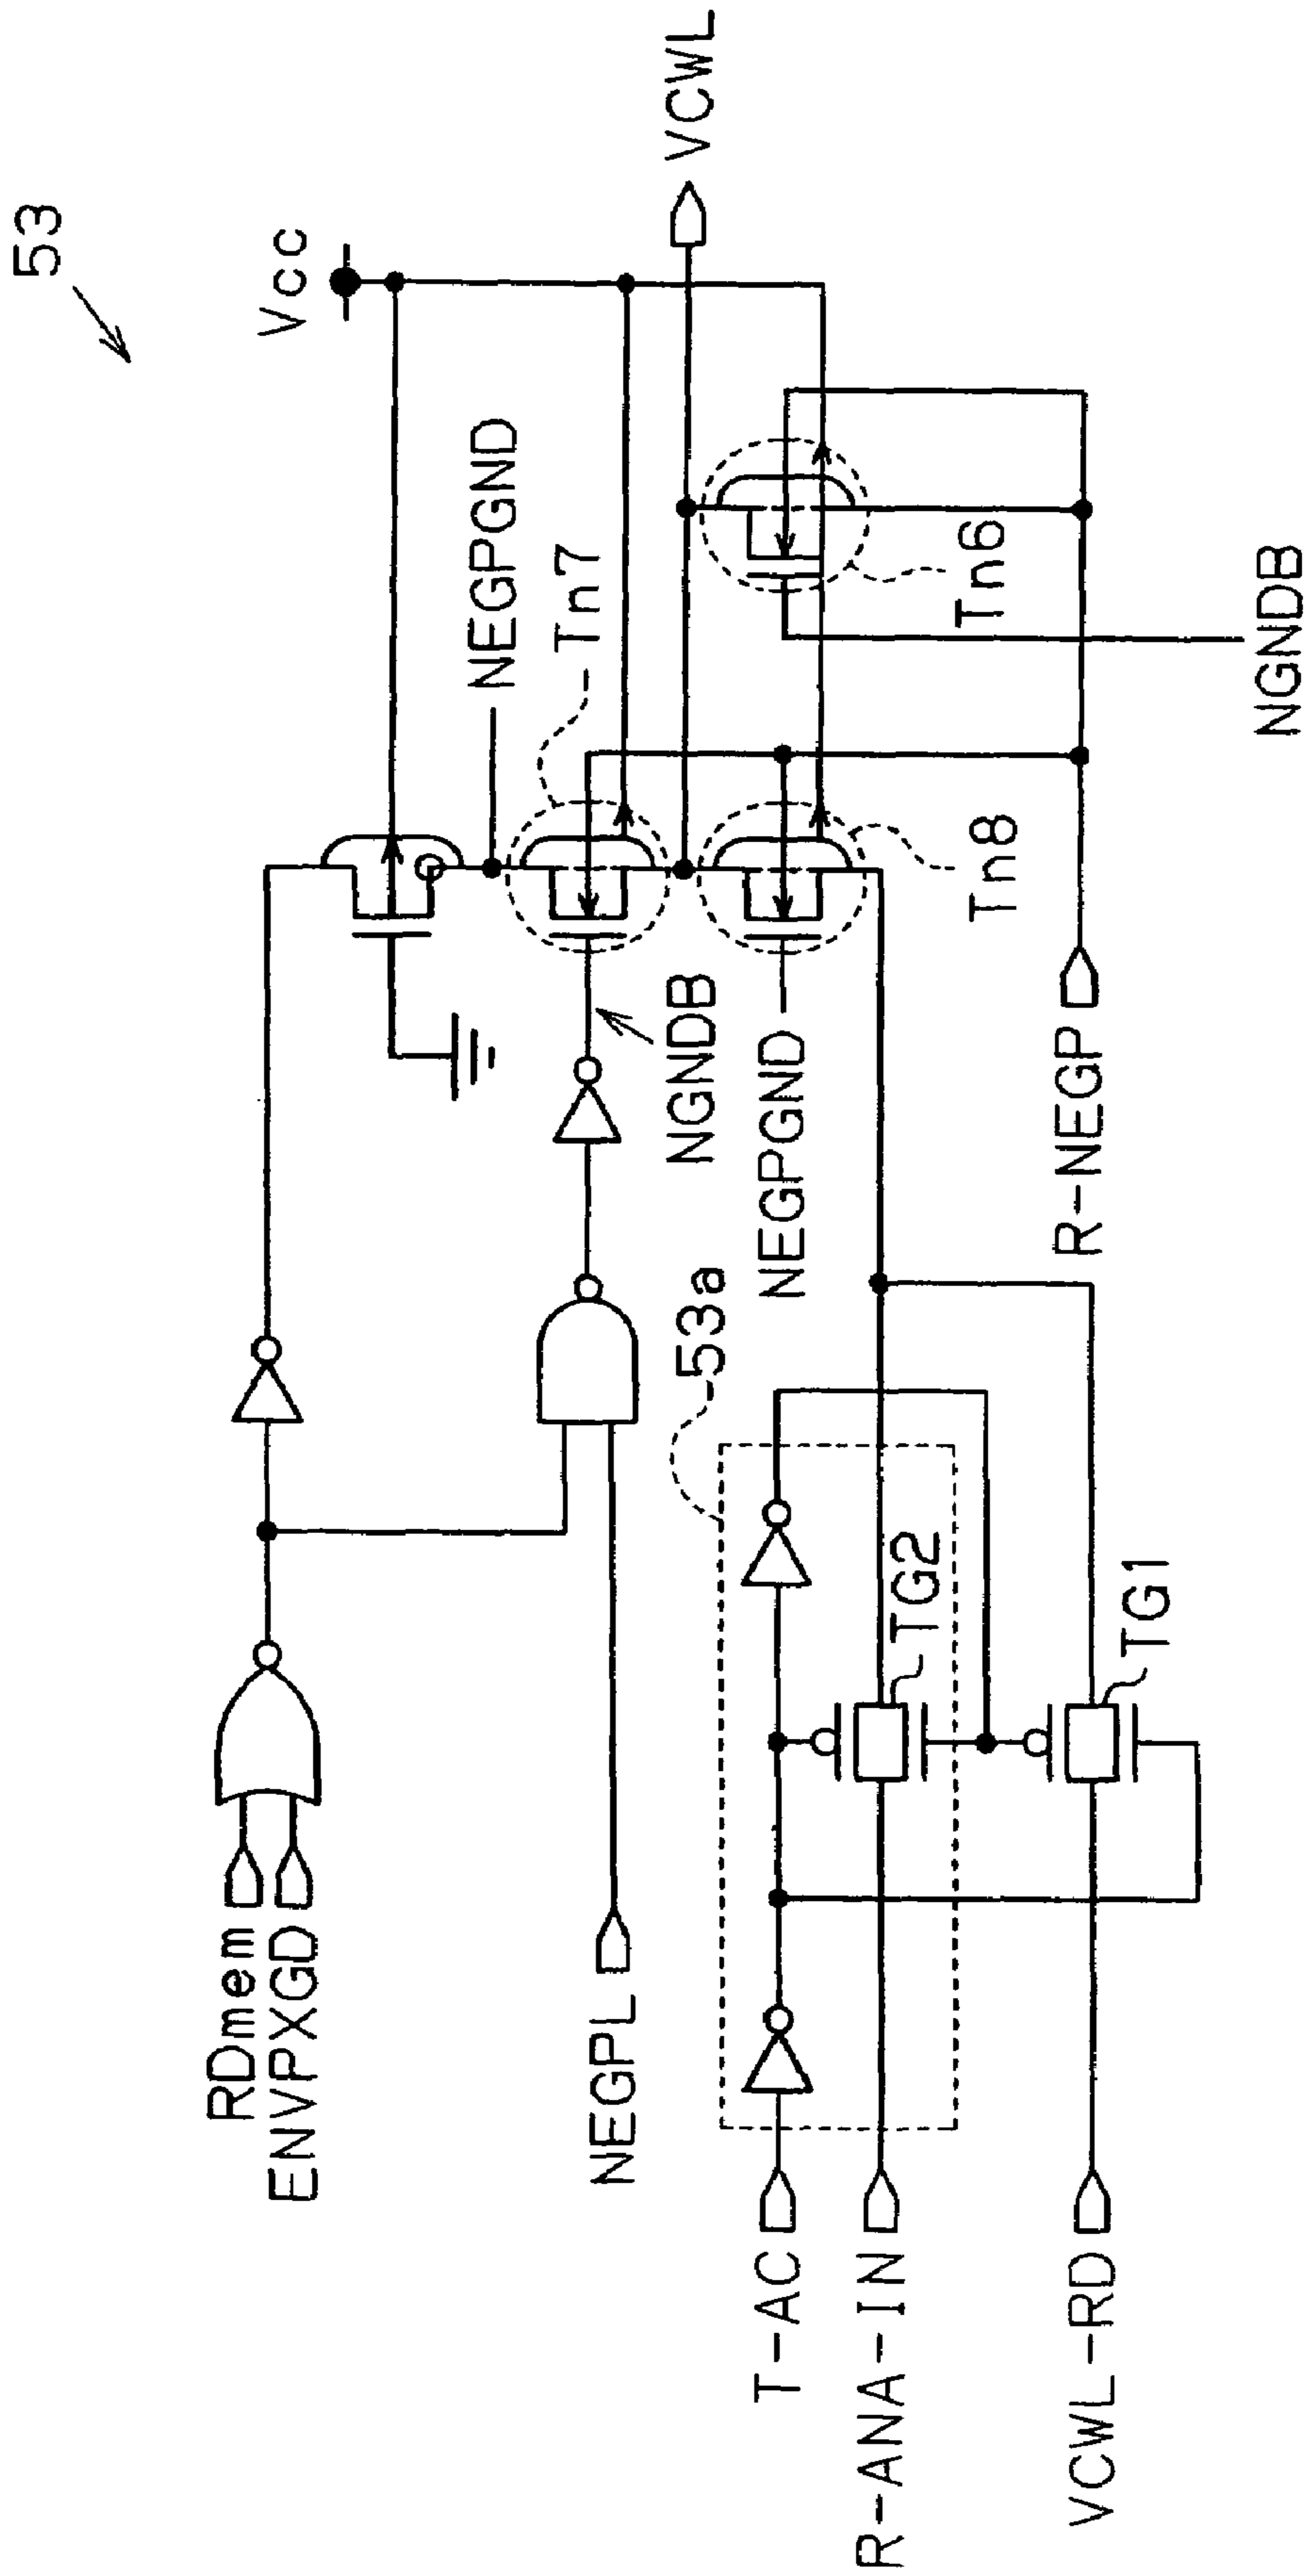 53
Vcc
VCWL
NEGPGND
Tn7
Tn6
NGNDB
Tn8
NGNDB
NEGPGND
R-NEGP
53a
TG2
TG1
RDmem
ENVPXGD
NEGPL
T-AC
R-ANA-IN
VCWL-RD